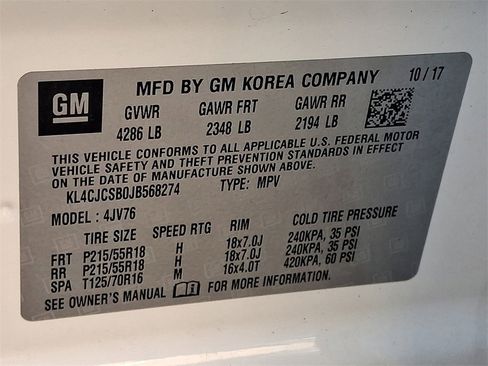 GM
MFD BY GM KOREA COMPANY 10/17
GVWR GAWR FRT GAWR RR
4286 LB 2348 LB 2194 LB
THIS VEHICLE CONFORMS TO ALL APPLICABLE U.S. FEDERAL MOTOR
VEHICLE SAFETY AND THEFT PREVENTION STANDARDS IN EFFECT
ON THE DATE OF MANUFACTURE SHOWN ABOVE.
KL4CJCSB0JB568274 TYPE: MPV
MODEL: 4JV76
TIRE SIZE SPEED RTG RIM COLD TIRE PRESSURE
FRT P215/55R18 H 18x7.0J 240KPA, 35 PSI
RR P215/55R18 H 18x7.0J 240KPA, 35 PSI
SPA T125/70R16 M 16x4.0T 420KPA, 60 PSI
SEE OWNER'S MANUAL FOR MORE INFORMATION.